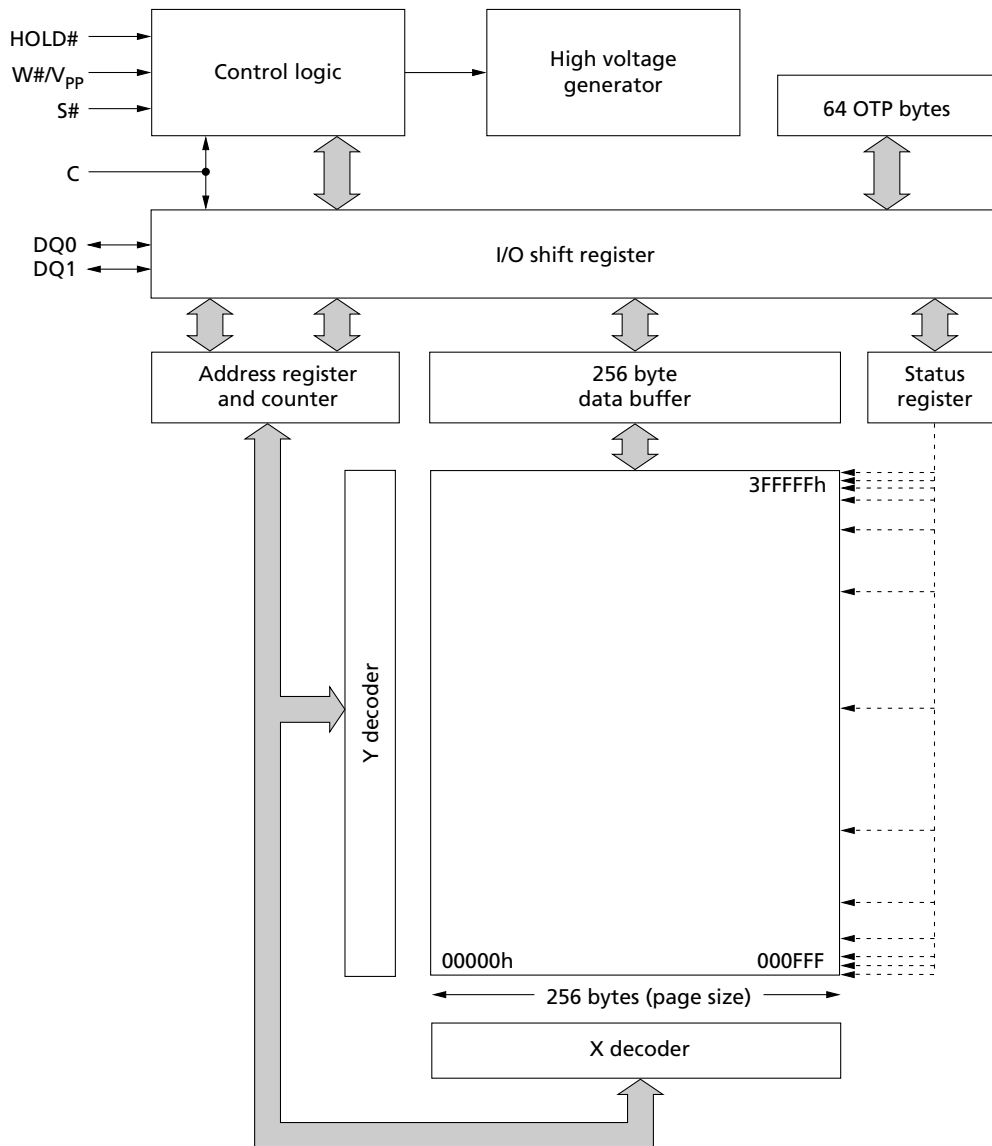 HOLD#
W#/VPP
S#
C
Control logic
High voltage
generator
64 OTP bytes
DQ0
DQ1
I/O shift register
Address register
and counter
256 byte
data buffer
Status
register
3FFFFFh
Y decoder
00000h
000FFF
256 bytes (page size)
X decoder